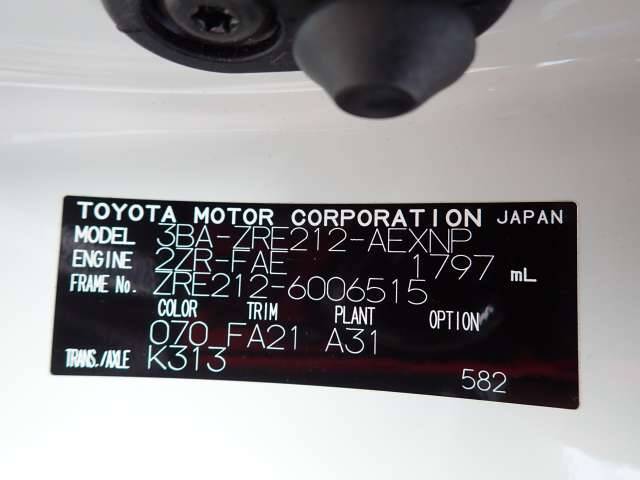 TOYOTA MOTOR CORPORATION JAPAN
MODEL 3BA-ZRE212-AEXNP
ENGINE 2ZR-FAE 1797 mL
FRAME No. ZRE212-6006515
COLOR TRIM PLANT OPTION
070 FA21 A31
TRANS./AXLE K313
582